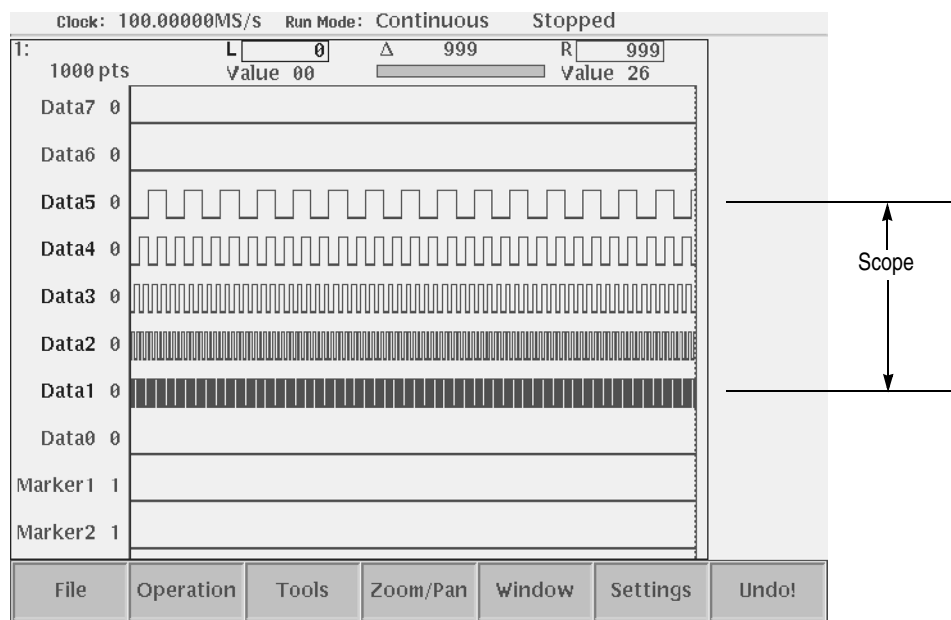 Clock: 100.00000MS/s Run Mode: Continuous Stopped
1: L 0 Δ 999 R 999
1000 pts Value 00 Value 26
Data7 0
Data6 0
Data5 0
Data4 0
Data3 0
Data2 0
Data1 0
Data0 0
Marker1 1
Marker2 1
Scope
File Operation Tools Zoom/Pan Window Settings Undo!